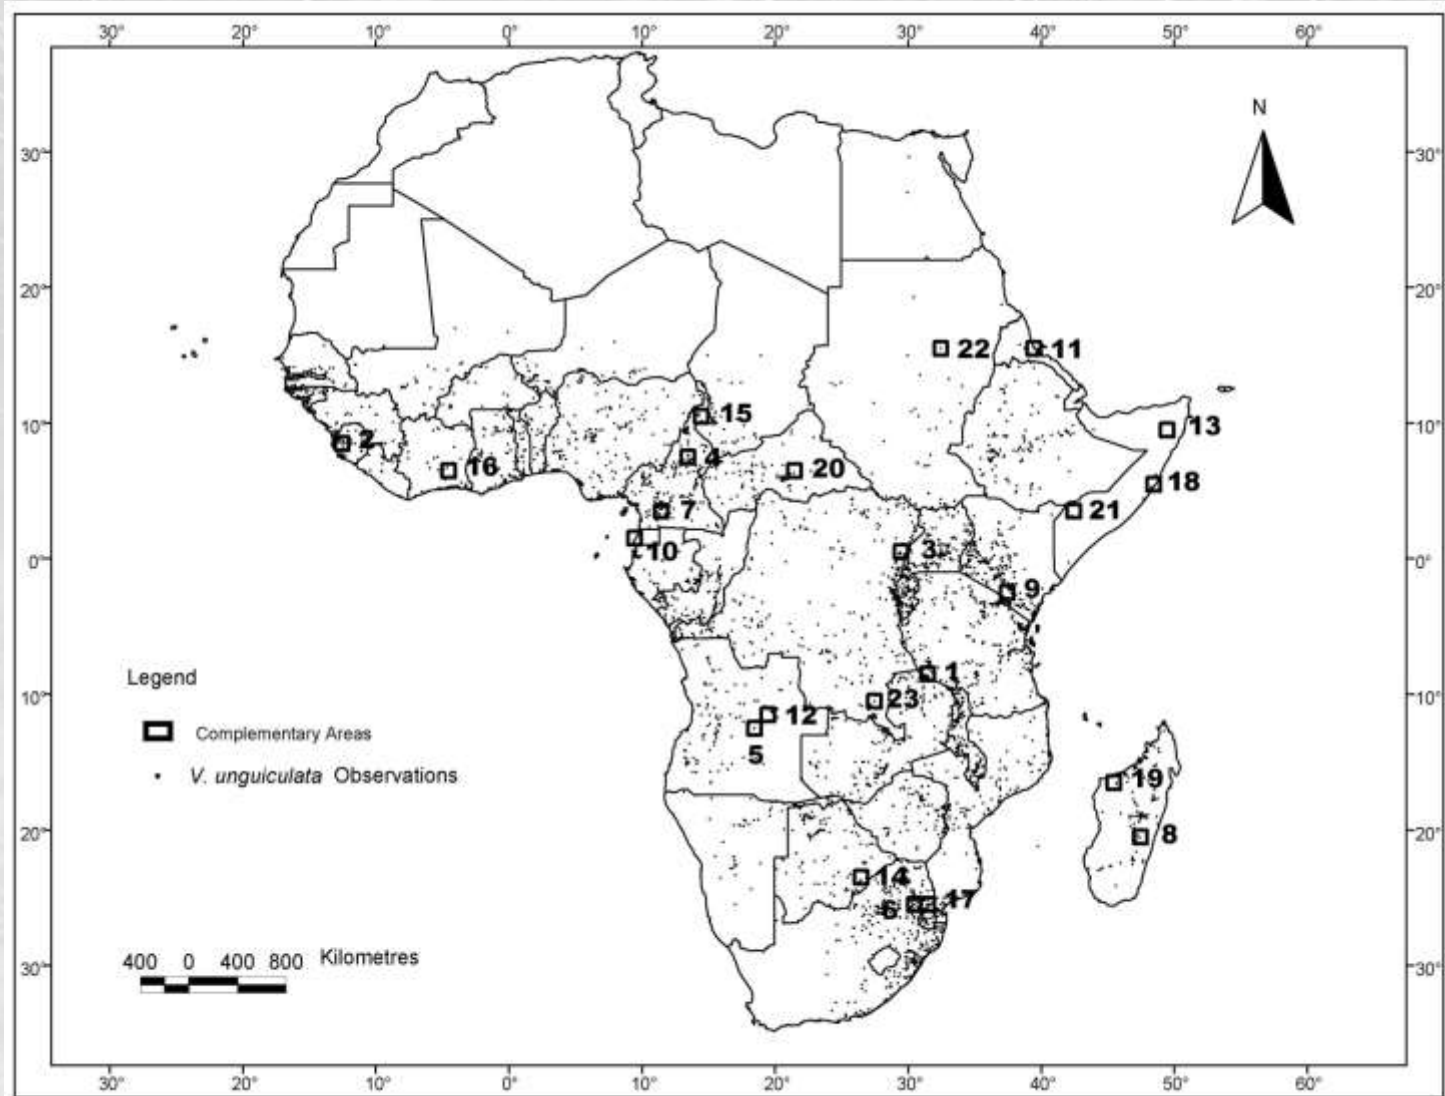 30° 20° 10° 0° 10° 20° 30° 40° 50° 60°
N
30° 30°
20° 20°
22 11
15 13
10° 10°
2 16 4 20 18
7 21
10 3
0° 0°
9
1
10° 23 10°
12
5
19
20° 8 20°
14
6 17
30° 30°
Legend
Complementary Areas
V. unguiculata Observations
400 0 400 800 Kilometres
30° 20° 10° 0° 10° 20° 30° 40° 50° 60°